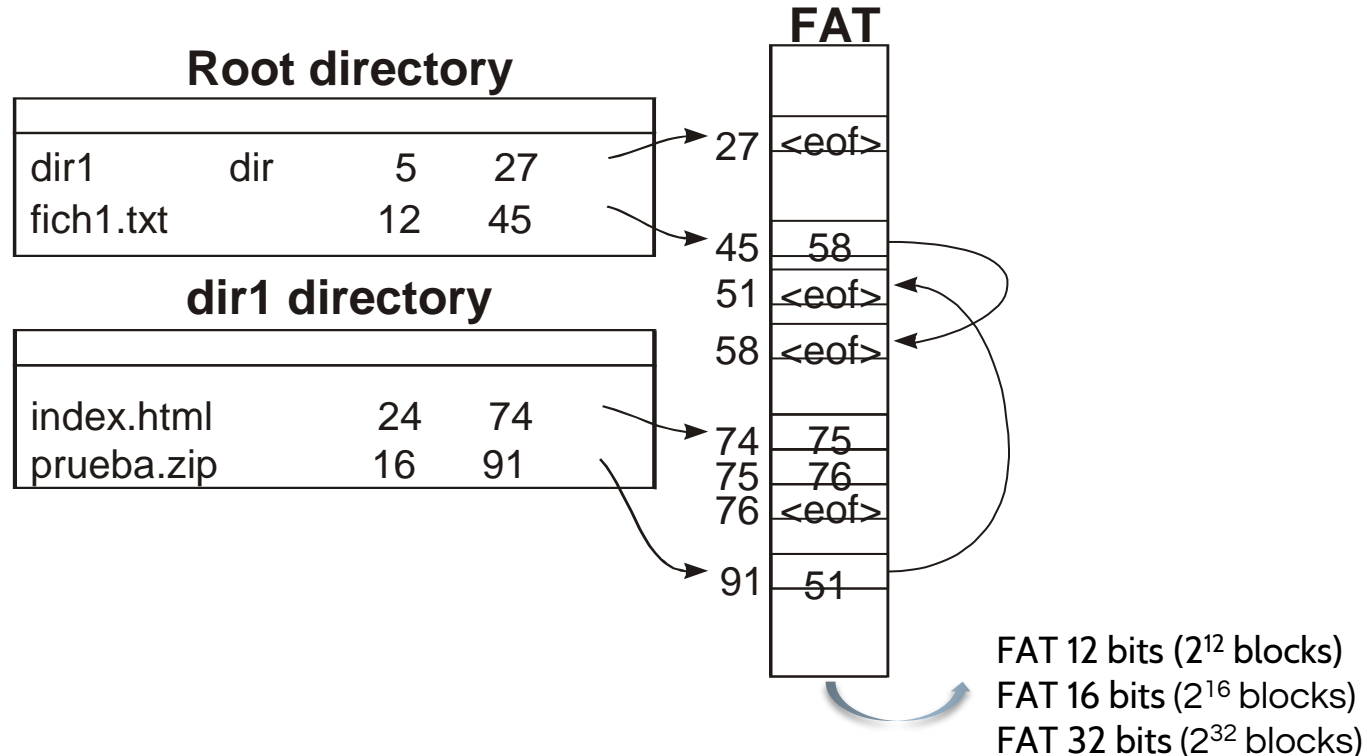 FAT
Root directory
dir1 dir 5 27
fich1.txt 12 45
dir1 directory
index.html 24 74
prueba.zip 16 91
27 <eof>
45 58
51 <eof>
58 <eof>
74 75
75 76
76 <eof>
91 51
FAT 12 bits (2¹² blocks)
FAT 16 bits (2¹⁶ blocks)
FAT 32 bits (2³² blocks)